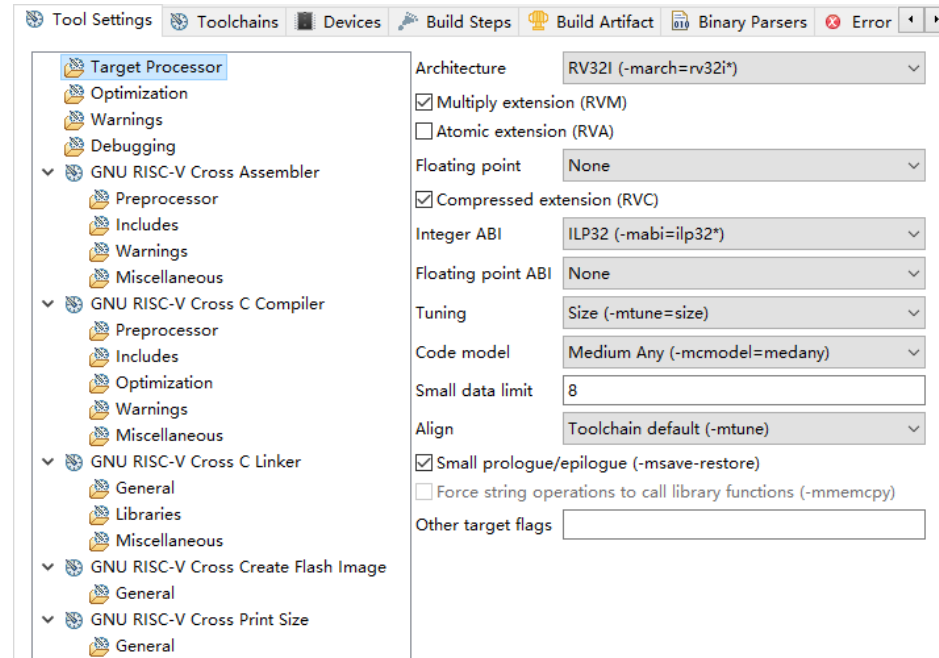 Tool Settings Toolchains Devices Build Steps Build Artifact Binary Parsers Error
Target Processor
Optimization
Warnings
Debugging
GNU RISC-V Cross Assembler
Preprocessor
Includes
Warnings
Miscellaneous
GNU RISC-V Cross C Compiler
Preprocessor
Includes
Optimization
Warnings
Miscellaneous
GNU RISC-V Cross C Linker
General
Libraries
Miscellaneous
GNU RISC-V Cross Create Flash Image
General
GNU RISC-V Cross Print Size
General
Architecture RV32I (-march=rv32i*)
Multiply extension (RVM)
Atomic extension (RVA)
Floating point None
Compressed extension (RVC)
Integer ABI ILP32 (-mabi=ilp32*)
Floating point ABI None
Tuning Size (-mtune=size)
Code model Medium Any (-mcmodel=medany)
Small data limit 8
Align Toolchain default (-mtune)
Small prologue/epilogue (-msave-restore)
Force string operations to call library functions (-mmemcpy)
Other target flags